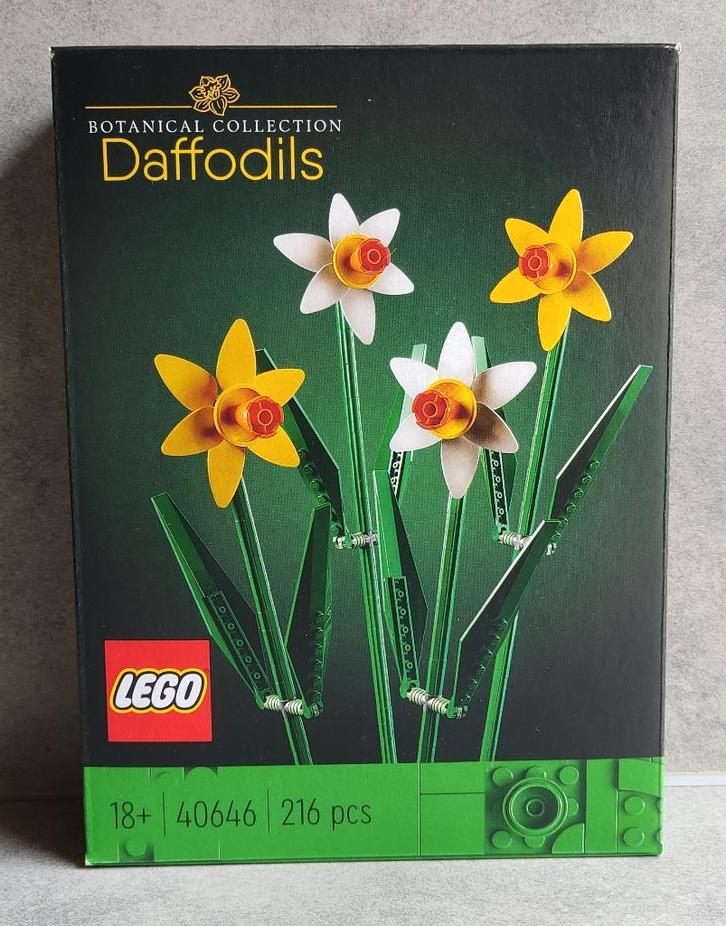 BOTANICAL COLLECTION
Daffodils
LEGO
18+ | 40646 | 216 pcs